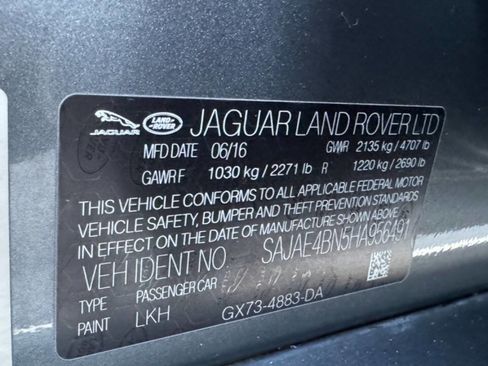 JAGUAR LAND ROVER JAGUAR LAND ROVER LTD
MFD DATE 06/16 GVWR 2135 kg / 4707 lb
GAWR F 1030 kg / 2271 lb R 1220 kg / 2690 lb
THIS VEHICLE CONFORMS TO ALL APPLICABLE FEDERAL MOTOR
VEHICLE SAFETY, BUMPER AND THEFT PREVENTION STANDARDS
IN EFFECT ON THE DATE OF MANUFACTURE SHOWN ABOVE.
VEH IDENT NO. SAJAE4BN5HA956491
TYPE PASSENGER CAR
PAINT LKH GX73-4883-DA